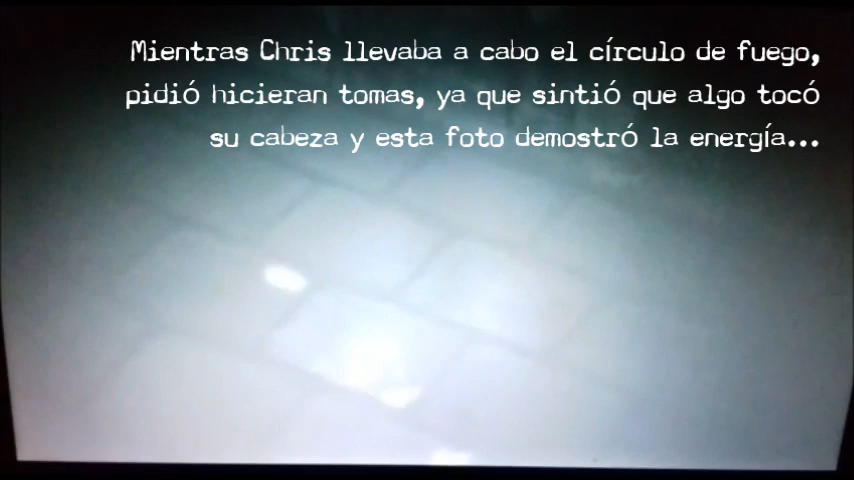 Mientras Chris llevaba a cabo el círculo de fuego,
pidió hicieran tomas, ya que sintió que algo tocó
su cabeza y esta foto demostró la energía...